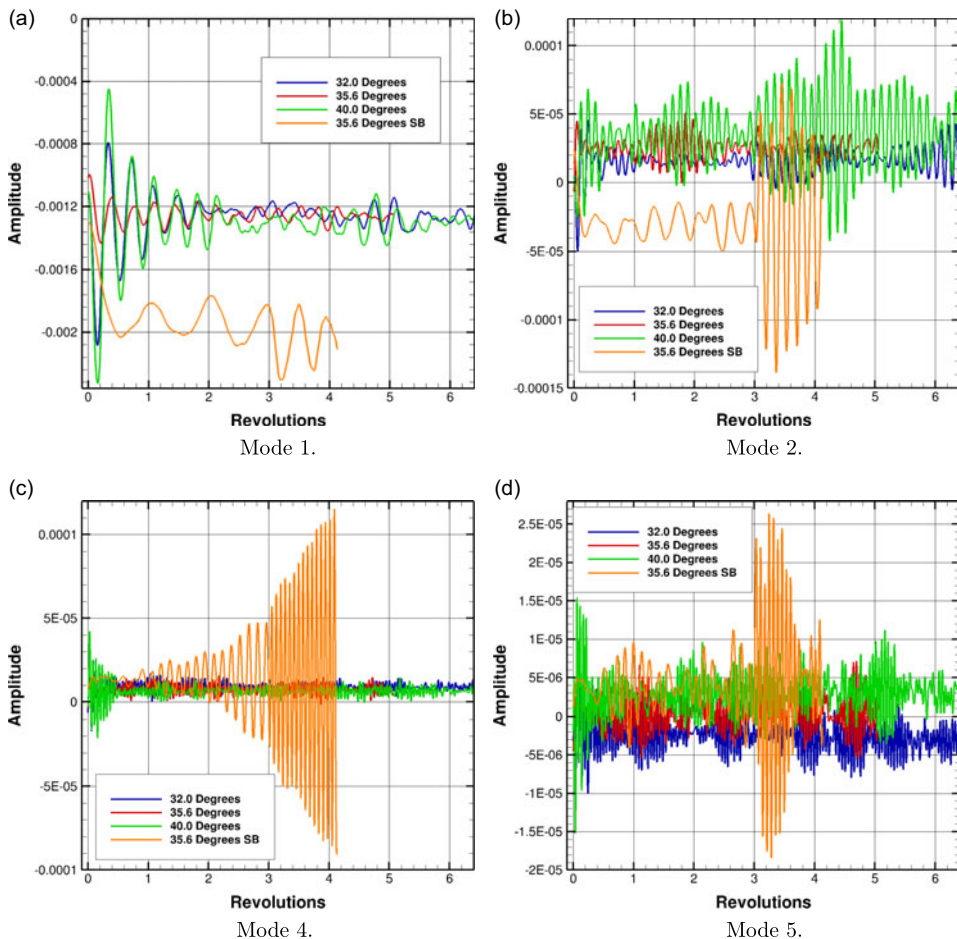 (a)
0
-0.0004
-0.0008
-0.0012
-0.0016
-0.002
Amplitude
32.0 Degrees
35.6 Degrees
40.0 Degrees
35.6 Degrees SB
0 1 2 3 4 5 6
Revolutions
Mode 1.
(b)
0.0001
5E-05
0
-5E-05
-0.0001
-0.00015
Amplitude
32.0 Degrees
35.6 Degrees
40.0 Degrees
35.6 Degrees SB
0 1 2 3 4 5 6
Revolutions
Mode 2.
(c)
0.0001
5E-05
0
-5E-05
-0.0001
Amplitude
32.0 Degrees
35.6 Degrees
40.0 Degrees
35.6 Degrees SB
0 1 2 3 4 5 6
Revolutions
Mode 4.
(d)
2.5E-05
2E-05
1.5E-05
1E-05
5E-06
0
-5E-06
-1E-05
-1.5E-05
-2E-05
Amplitude
32.0 Degrees
35.6 Degrees
40.0 Degrees
35.6 Degrees SB
0 1 2 3 4 5 6
Revolutions
Mode 5.